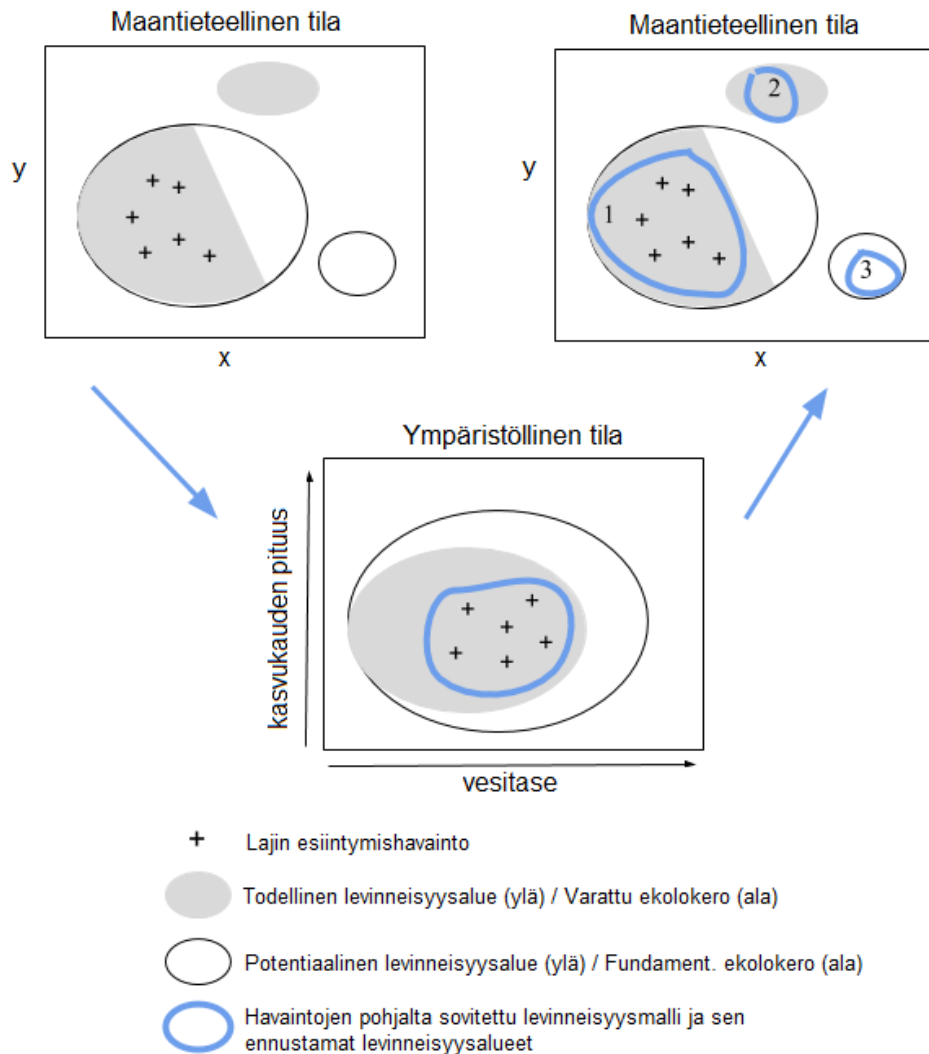 Maantieteellinen tila
y
x
Maantieteellinen tila
2
y
1
3
x
Ympäristöllinen tila
kasvukauden pituus
vesitase
Lajin esiintymishavainto
Todellinen levinneisyysalue (ylä) / Varattu ekolokero (ala)
Potentiaalinen levinneisyysalue (ylä) / Fundament. ekolokero (ala)
Havaintojen pohjalta sovitettu levinneisyysmalli ja sen
ennustamat levinneisyysalueet